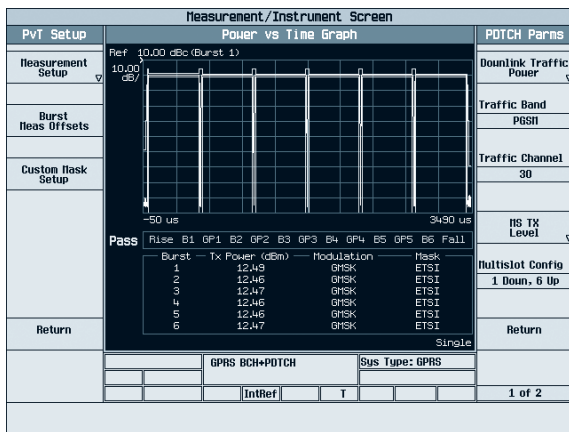 Measurement/Instrument Screen
PvT Setup
Power vs Time Graph
PDTCH Parms
Measurement
Setup
Burst
Meas Offsets
Custom Mask
Setup
Return
Ref 10.00 dBc(Burst 1)
10.00
dB/
-50 us
3490 us
Pass
Rise B1 GP1 B2 GP2 B3 GP3 B4 GP4 B5 GP5 B6 Fall
Burst Tx Power (dBm) Modulation Mask
1 12.49 GMSK ETSI
2 12.46 GMSK ETSI
3 12.47 GMSK ETSI
4 12.46 GMSK ETSI
5 12.46 GMSK ETSI
6 12.47 GMSK ETSI
Single
GPRS BCH+PDTCH
Sys Type: GPRS
IntRef
T
Downlink Traffic
Power
Traffic Band
PGSM
Traffic Channel
30
MS TX
Level
Multislot Config
1 Down, 6 Up
Return
1 of 2